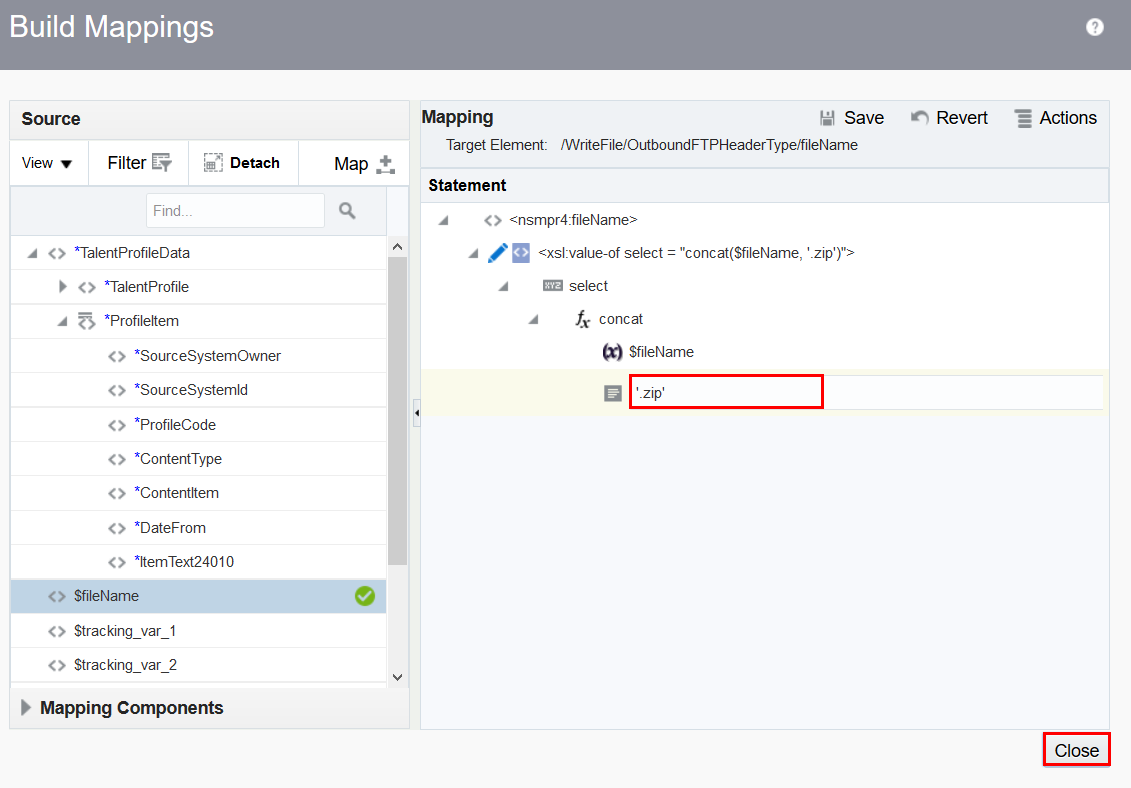 Build Mappings
?
Source
View
Filter
Detach
Map
Find...
*TalentProfileData
*TalentProfile
*ProfileItem
*SourceSystemOwner
*SourceSystemId
*ProfileCode
*ContentType
*ContentItem
*DateFrom
*ItemText24010
$fileName
$tracking_var_1
$tracking_var_2
Mapping Components
Mapping
Save
Revert
Actions
Target Element: /WriteFile/OutboundFTPHeaderType/fileName
Statement
<nsmpr4:fileName>
<xsl:value-of select = "concat($fileName, '.zip')">
XYZ select
fx concat
(x) $fileName
'.zip'
Close